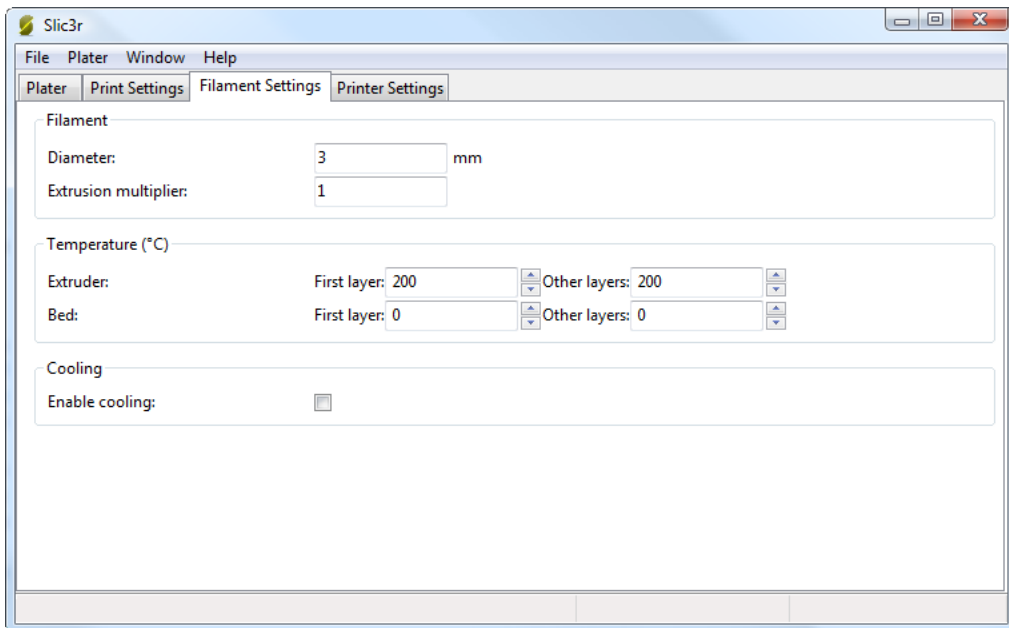 Slic3r
File Plater Window Help
Plater Print Settings Filament Settings Printer Settings
Filament
Diameter: 3 mm
Extrusion multiplier: 1
Temperature (°C)
Extruder: First layer: 200 Other layers: 200
Bed: First layer: 0 Other layers: 0
Cooling
Enable cooling: